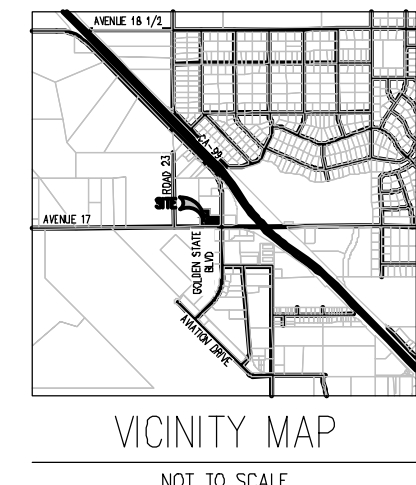 AVENUE 18 1/2
CA-99
ROAD 23
SITE
AVENUE 17
GOLDEN STATE
BLVD
AVIATION DRIVE
VICINITY MAP
NOT TO SCALE